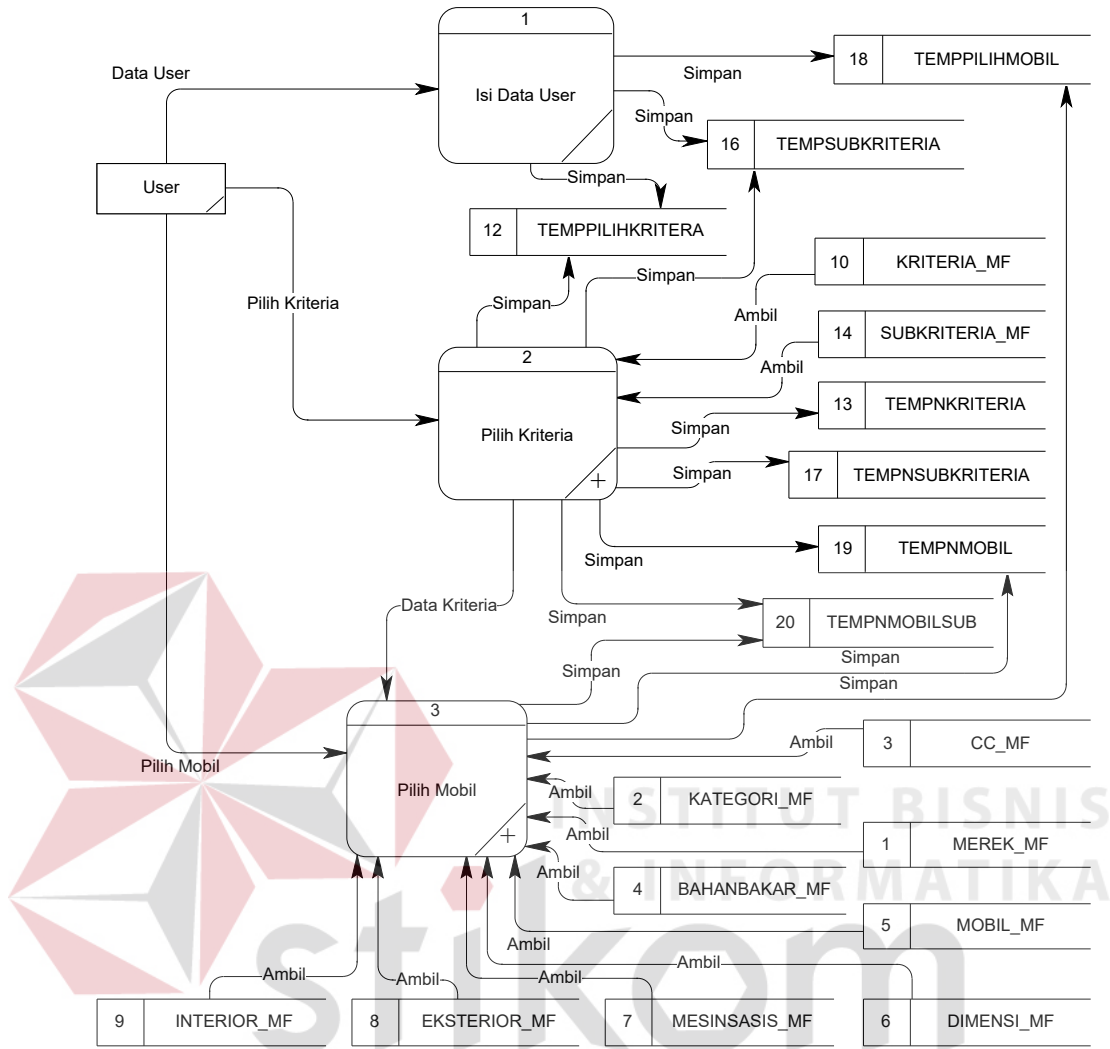 1
Isi Data User
Data User
Simpan
18 TEMPPILIHMOBIL
Simpan
16 TEMPSUBKRITERIA
User
Simpan
12 TEMPPILIHKRITERA
Simpan
Simpan
10 KRITERIA_MF
Pilih Kriteria
Ambil
14 SUBKRITERIA_MF
2
Pilih Kriteria
Ambil
13 TEMPNKRITERIA
Simpan
17 TEMPNSUBKRITERIA
Simpan
19 TEMPNMOBIL
Simpan
Data Kriteria
Simpan
20 TEMPNMOBILSUB
Simpan
Simpan
Simpan
3
Pilih Mobil
Pilih Mobil
Ambil
3 CC_MF
Ambil
2 KATEGORI_MF
Ambil
1 MEREK_MF
Ambil
4 BAHANBAKAR_MF
Ambil
5 MOBIL_MF
Ambil
Ambil
Ambil
Ambil
9 INTERIOR_MF
8 EKSTERIOR_MF
7 MESINSASIS_MF
6 DIMENSI_MF
INSTITUT BISNIS
& INFORMATIKA
stikom